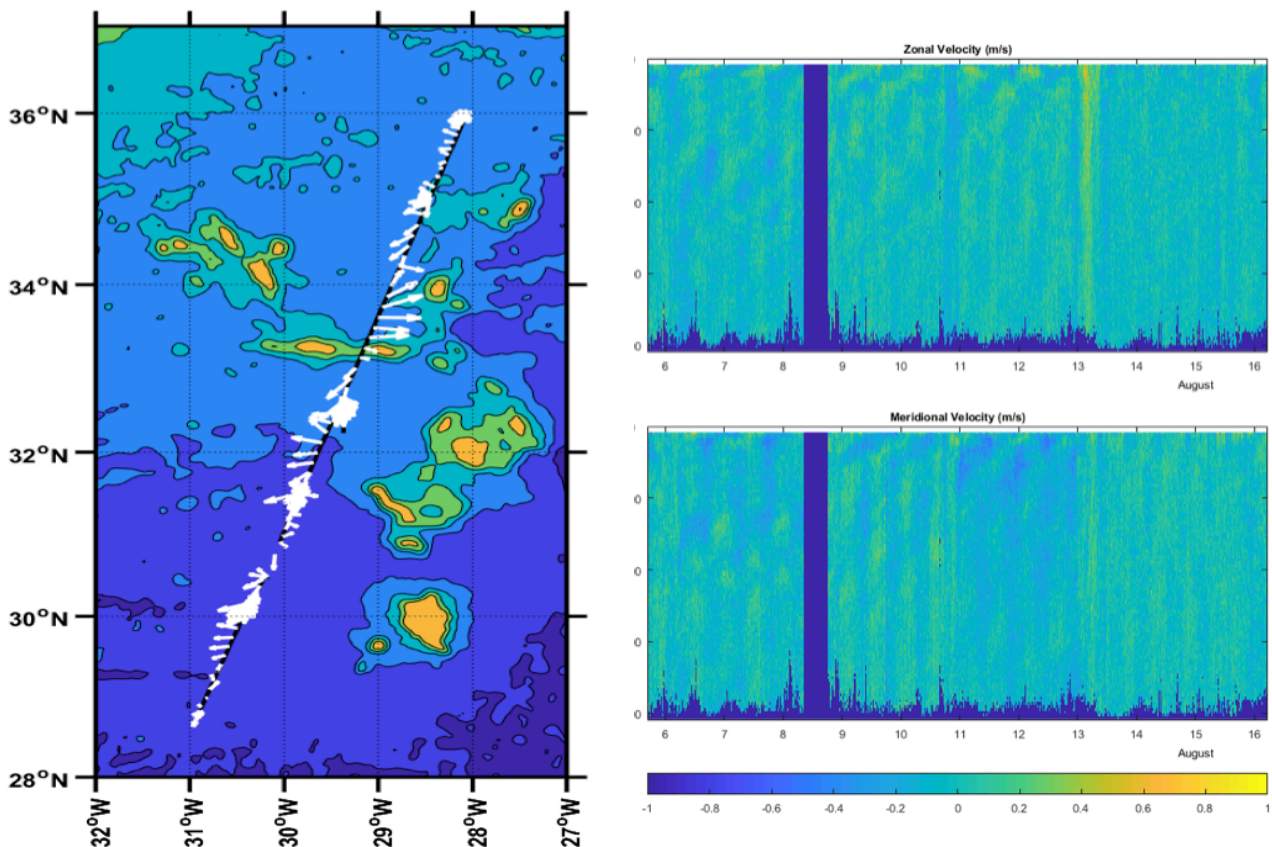 36°N
34°N
32°N
30°N
28°N
32°W 31°W 30°W 29°W 28°W 27°W
Zonal Velocity (m/s)
6 7 8 9 10 11 12 13 14 15 16
August
Meridional Velocity (m/s)
6 7 8 9 10 11 12 13 14 15 16
August
-1 -0.8 -0.6 -0.4 -0.2 0 0.2 0.4 0.6 0.8 1